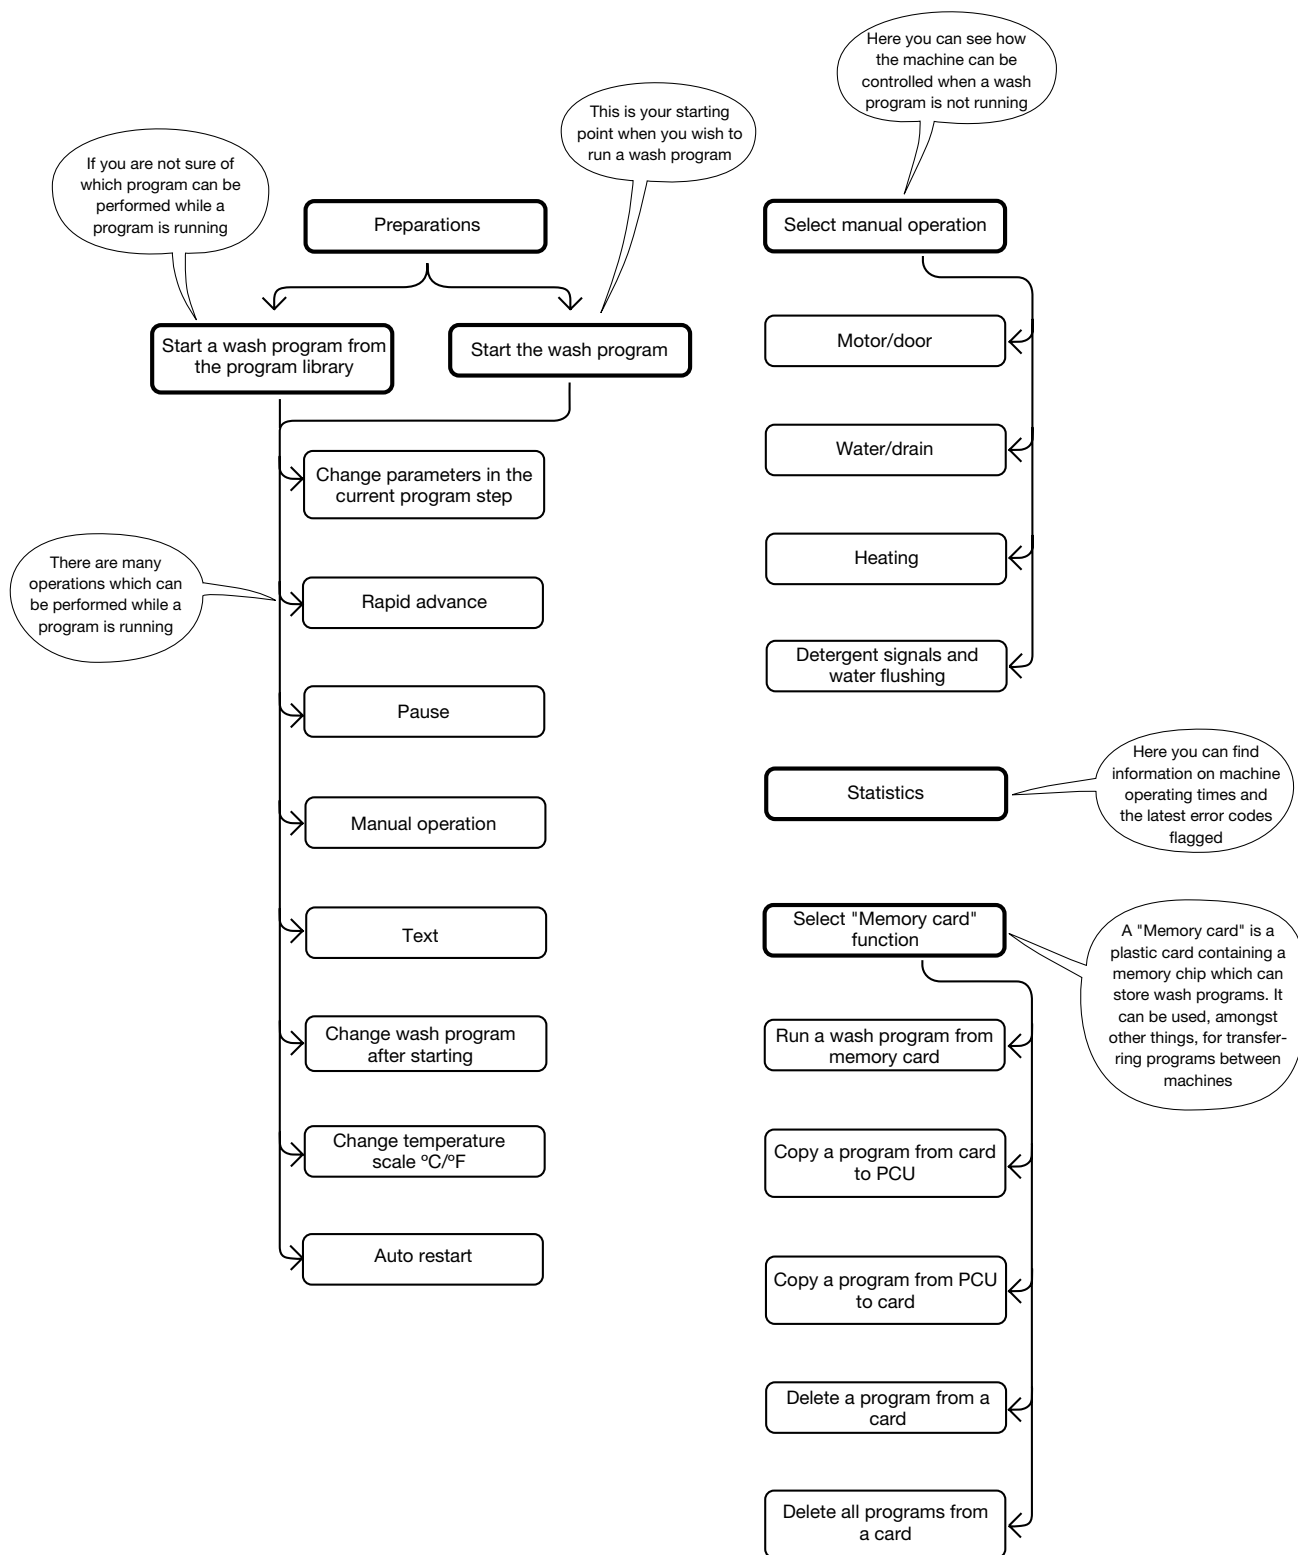 Here you can see how
the machine can be
controlled when a wash
program is not running
This is your starting
point when you wish to
run a wash program
If you are not sure of
which program can be
performed while a
program is running
Preparations
Select manual operation
Start a wash program from
the program library
Start the wash program
Motor/door
Water/drain
Change parameters in the
current program step
Heating
There are many
operations which can
be performed while a
program is running
Rapid advance
Detergent signals and
water flushing
Pause
Here you can find
information on machine
operating times and
the latest error codes
flagged
Statistics
Manual operation
Select "Memory card"
function
Text
A "Memory card" is a
plastic card containing a
memory chip which can
store wash programs. It
can be used, amongst
other things, for transfer-
ring programs between
machines
Change wash program
after starting
Run a wash program from
memory card
Change temperature
scale ºC/ºF
Copy a program from card
to PCU
Auto restart
Copy a program from PCU
to card
Delete a program from a
card
Delete all programs from
a card